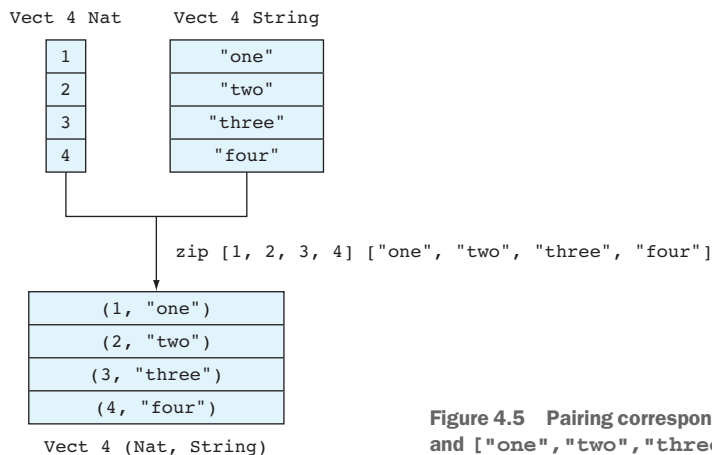 Vect 4 Nat
Vect 4 String
1
2
3
4
"one"
"two"
"three"
"four"
zip [1, 2, 3, 4] ["one", "two", "three", "four"]
(1, "one")
(2, "two")
(3, "three")
(4, "four")
Vect 4 (Nat, String)
Figure 4.5 Pairing
and ["one","two",